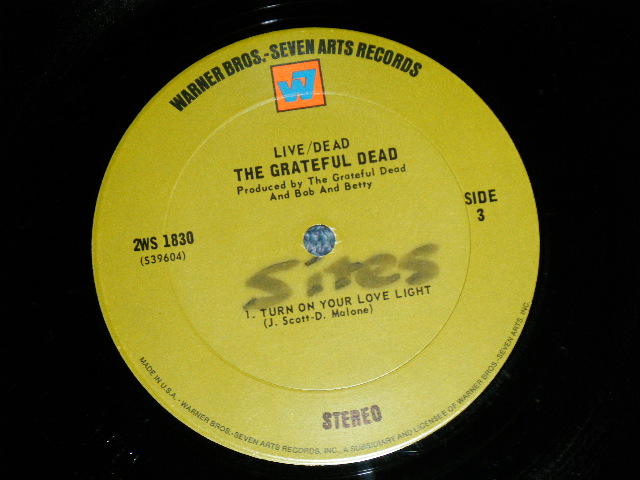 WARNER BROS.-SEVEN ARTS RECORDS
W7
LIVE/DEAD
THE GRATEFUL DEAD
Produced by The Grateful Dead
And Bob And Betty
SIDE
3
2WS 1830
(S39604)
Sites
1. TURN ON YOUR LOVE LIGHT
(J. Scott-D. Malone)
STEREO
MADE IN U.S.A. - WARNER BROS.-SEVEN ARTS RECORDS, INC., A SUBSIDIARY AND LICENSEE OF WARNER BROS.-SEVEN ARTS, INC.